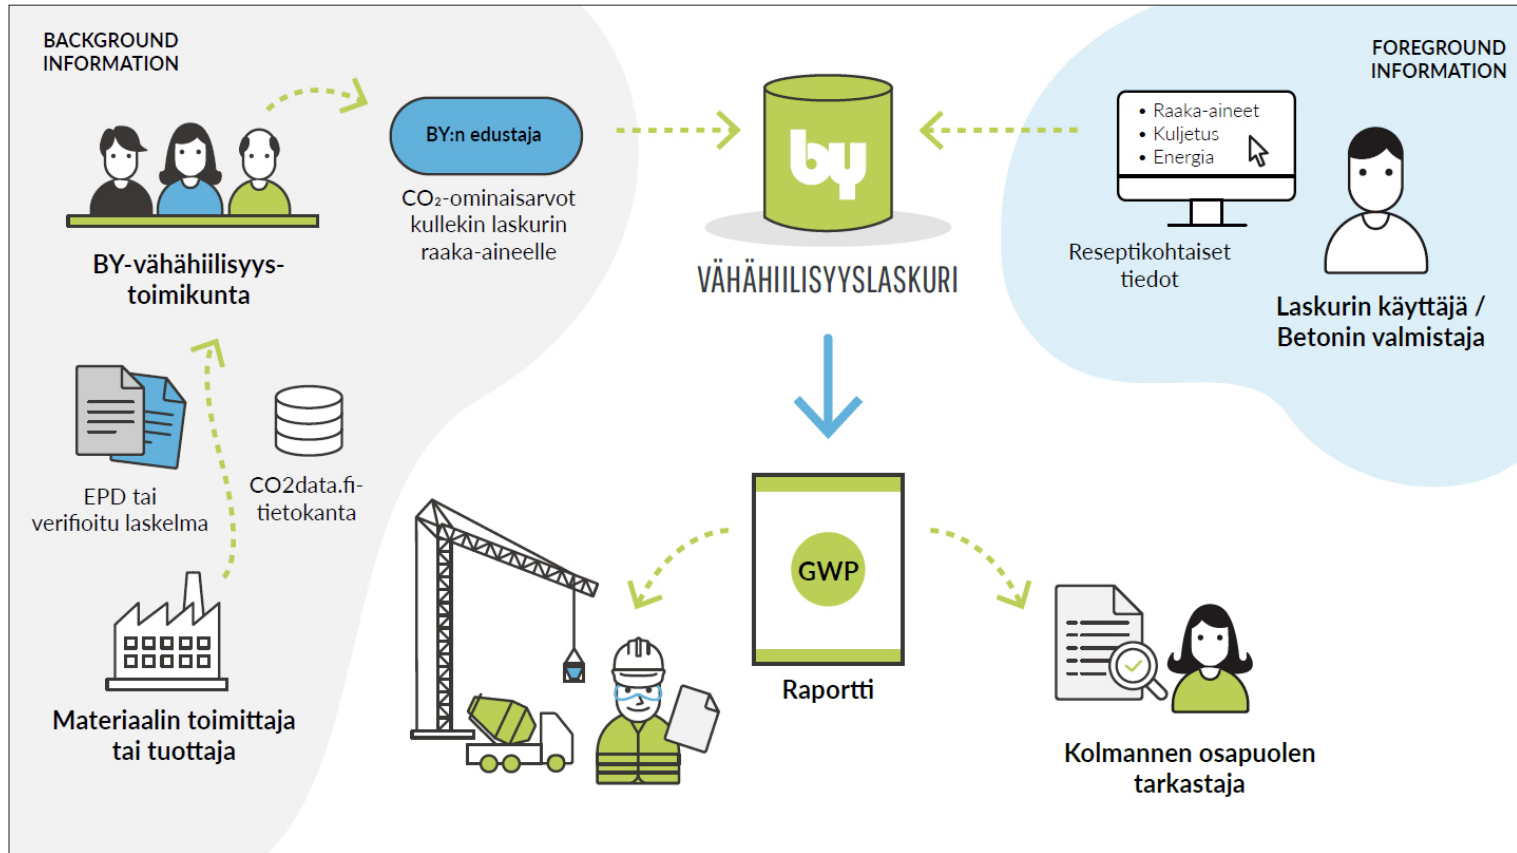 BACKGROUND
INFORMATION
BY:n edustaja
CO₂-ominaisarvot
kullekin laskurin
raaka-aineelle
BY-vähähiilisyys-
toimikunta
EPD tai
verifioitu laskelma
CO2data.fi-
tietokanta
Materiaalin toimittaja
tai tuottaja
by
VÄHÄHIILISYYSLASKURI
FOREGROUND
INFORMATION
• Raaka-aineet
• Kuljetus
• Energia
Reseptikohtaiset
tiedot
Laskurin käyttäjä /
Betonin valmistaja
GWP
Raportti
Kolmannen osapuolen
tarkastaja